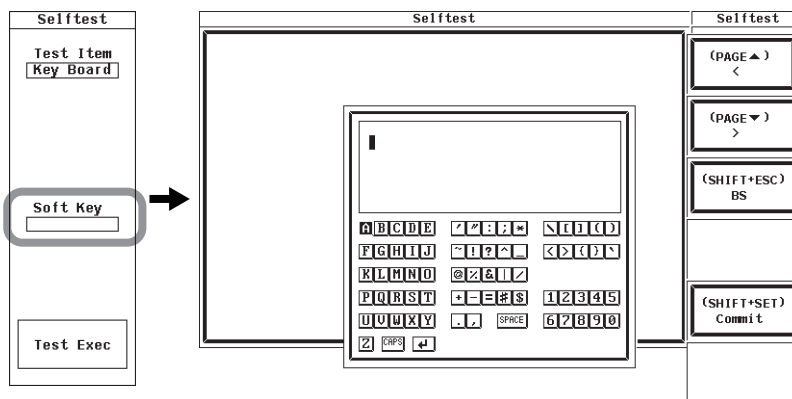 Selftest
Test Item
Key Board
Soft Key
Test Exec
Selftest
A B C D E ' " : ; * \ [ ] ( )
F G H I J ~ ! ? ^ _ < > { } `
K L M N O @ % & | /
P Q R S T + - = # $ 1 2 3 4 5
U V W X Y . , SPACE 6 7 8 9 0
Z CAPS ↵
Selftest
(PAGE▲)
<
(PAGE▼)
>
(SHIFT+ESC)
BS
(SHIFT+SET)
Commit